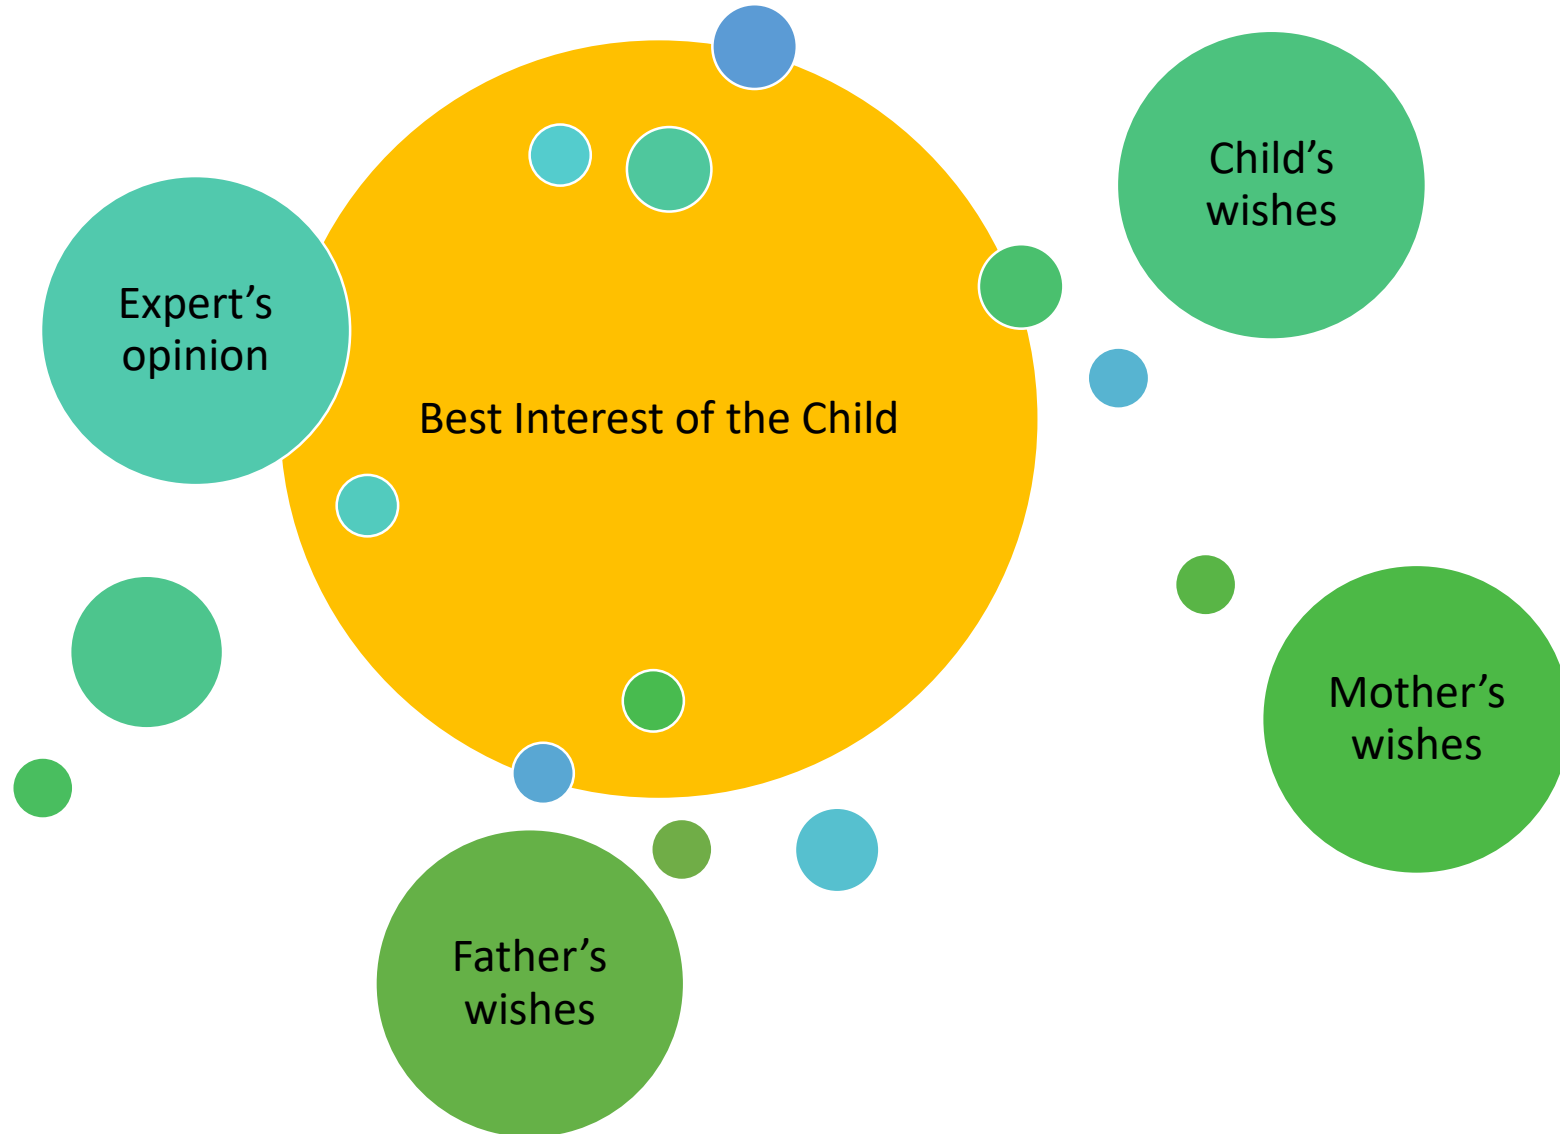 Child’s
wishes
Expert’s
opinion
Best Interest of the Child
Mother’s
wishes
Father’s
wishes